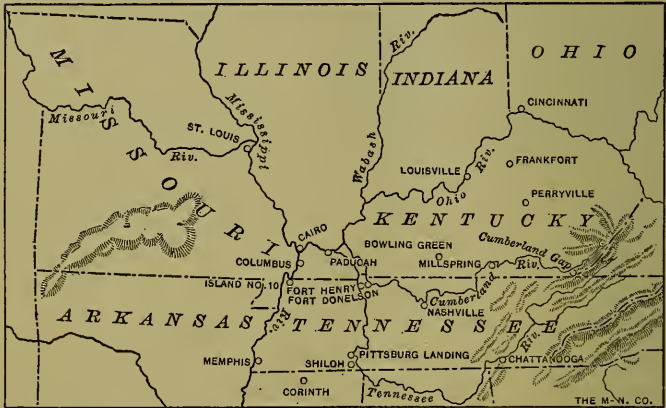 OHIO
ILLINOIS
INDIANA
MISSOURI
Missouri
Riv.
Mississippi
Riv.
Wabash
Riv.
CINCINNATI
ST. LOUIS
LOUISVILLE
Ohio
Riv.
FRANKFORT
PERRYVILLE
KENTUCKY
CAIRO
COLUMBUS
PADUCAH
BOWLING GREEN
MILLSPRING
Cumberland Gap
Riv.
ISLAND NO. 10
FORT HENRY
FORT DONELSON
Cumberland
NASHVILLE
ARKANSAS
TENNESSEE
Riv.
MEMPHIS
SHILOH
PITTSBURG LANDING
CHATTANOOGA
CORINTH
Tennessee
THE M.-N. CO.